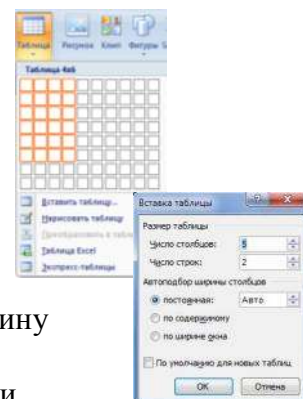 Таблица Рисунок Клип Фигуры
Таблица 4x6
Вставить таблицу...
Нарисовать таблицу
Таблица Excel
Экспресс-таблицы
Вставка таблицы
Размер таблицы
Число столбцов: 5
Число строк: 2
Автоподбор ширины столбцов
постоянная: Авто
по содержимому
по ширине окна
По умолчанию для новых таблиц
ОК Отмена
ину
и